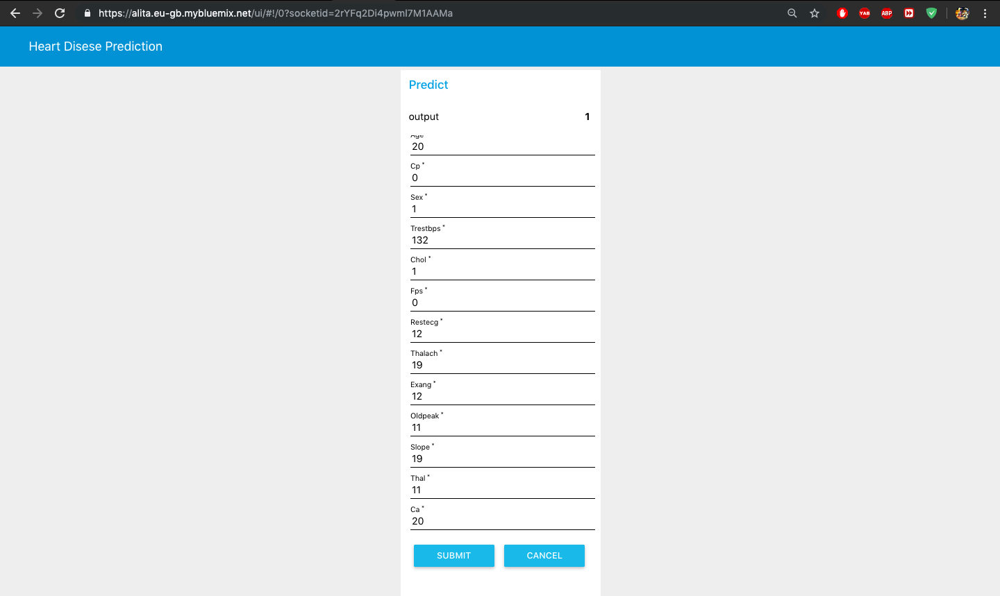 https://alita.eu-gb.mybluemix.net/ui/#!/0?socketid=2rYFq2Di4pwml7M1AAMa
YAB
ABP
Heart Disese Prediction
Predict
output 1
Age
20
Cp *
0
Sex *
1
Trestbps *
132
Chol *
1
Fps *
0
Restecg *
12
Thalach *
19
Exang *
12
Oldpeak *
11
Slope *
19
Thal *
11
Ca *
20
SUBMIT CANCEL